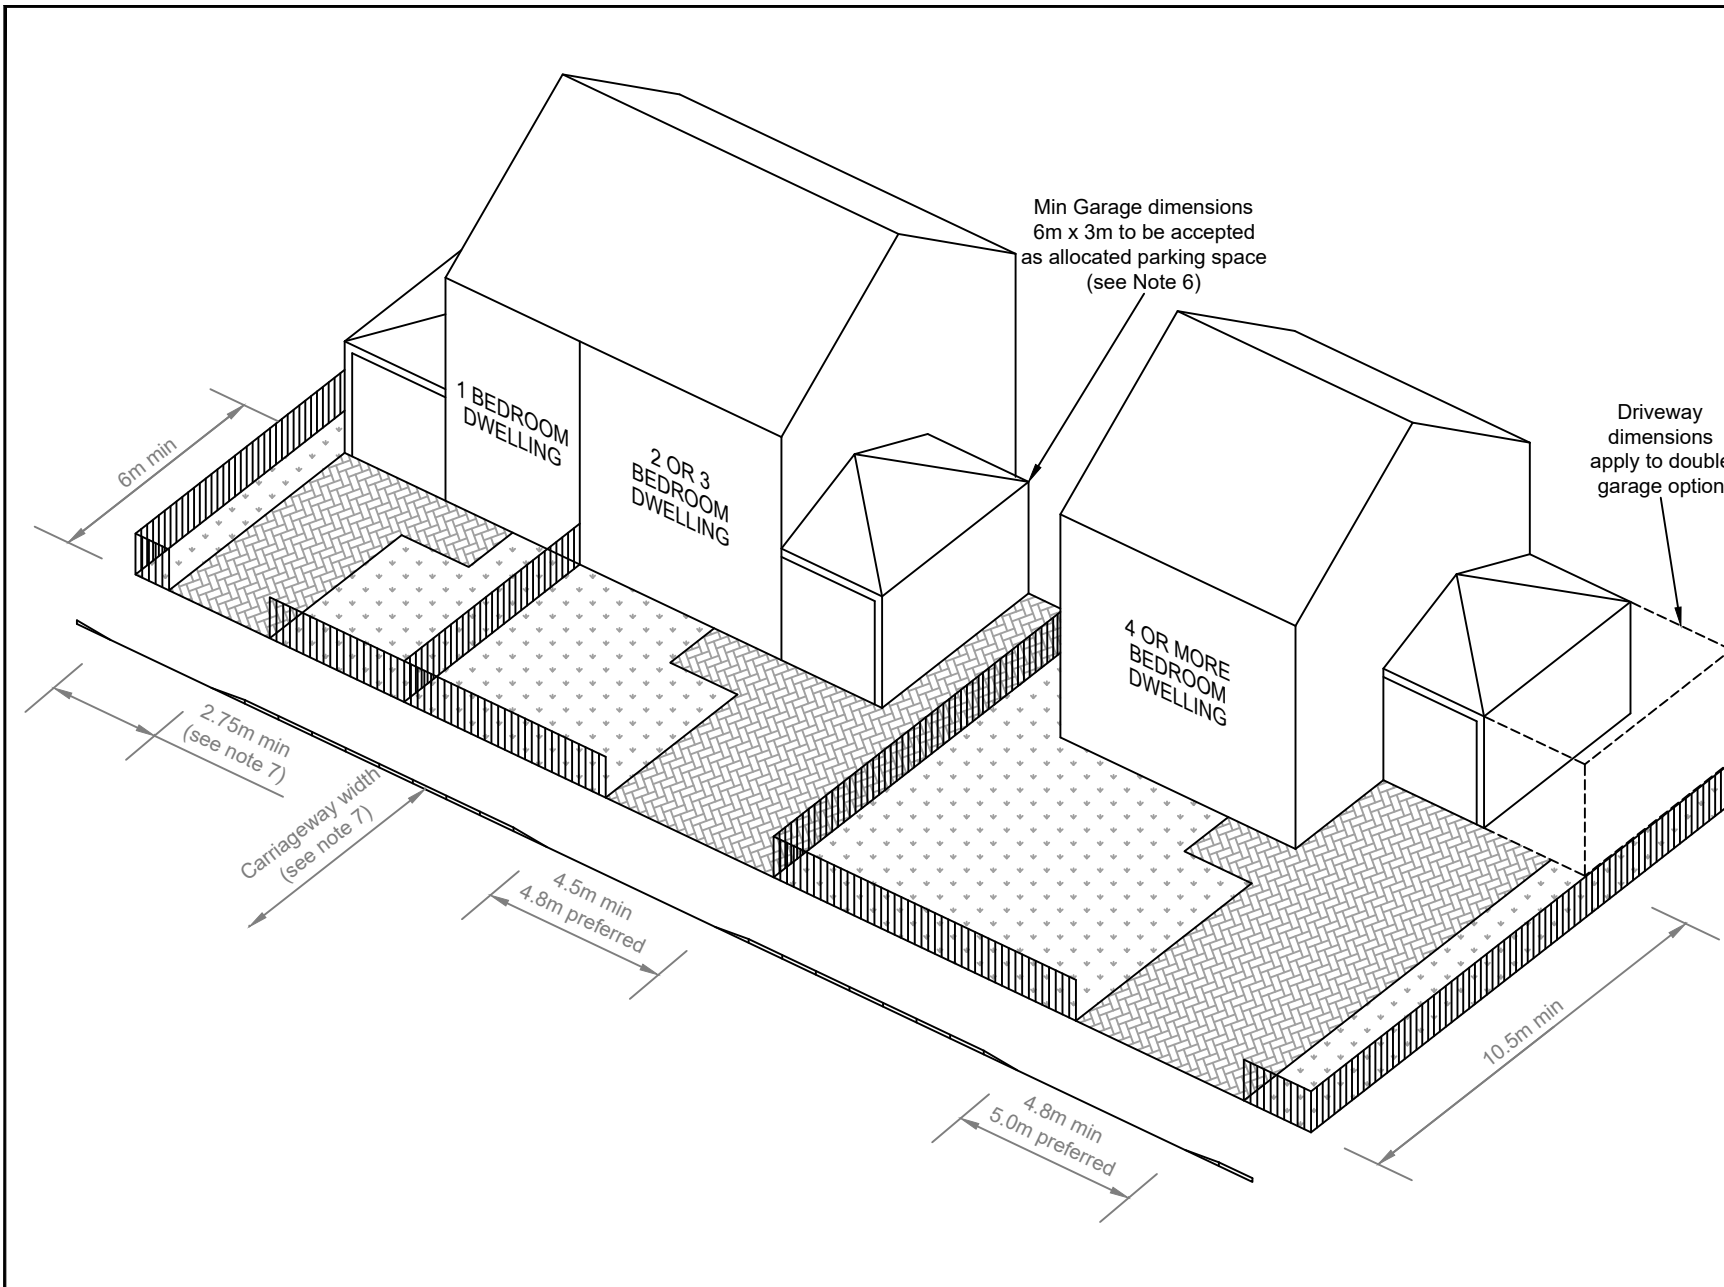 Min Garage dimensions
6m x 3m to be accepted
as allocated parking space
(see Note 6)
Driveway
dimensions
apply to double
garage option
1 BEDROOM
DWELLING
2 OR 3
BEDROOM
DWELLING
4 OR MORE
BEDROOM
DWELLING
6m min
2.75m min
(see note 7)
Carriageway width
(see note 7)
4.5m min
4.8m preferred
4.8m min
5.0m preferred
10.5m min